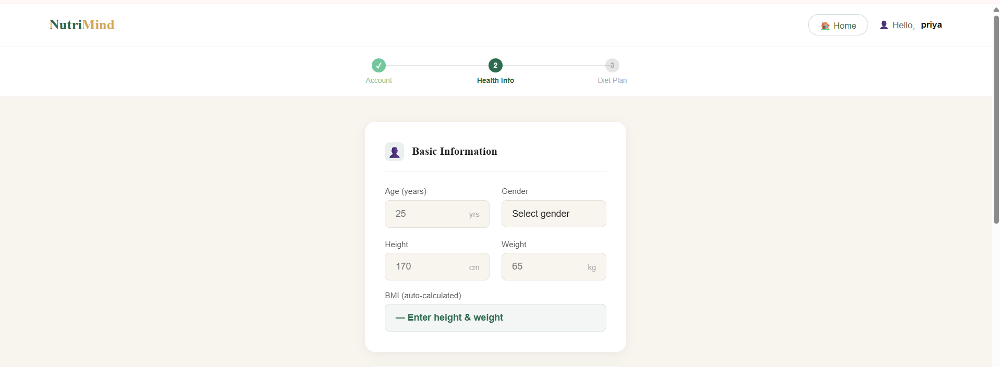 NutriMind
Home
Hello, priya
✓
2
3
Account
Health Info
Diet Plan
Basic Information
Age (years)
Gender
25 yrs
Select gender
Height
Weight
170 cm
65 kg
BMI (auto-calculated)
— Enter height & weight